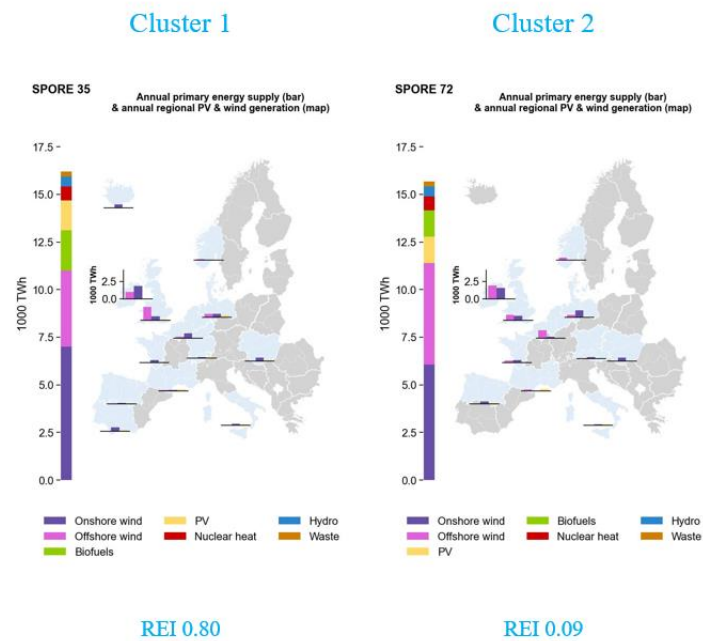 Cluster 1
Cluster 2
SPORE 35
Annual primary energy supply (bar)
& annual regional PV & wind generation (map)
17.5
15.0
12.5
10.0
7.5
5.0
2.5
0.0
1000 TWh
1000 TWh
2.5
0.0
Onshore wind
PV
Hydro
Offshore wind
Nuclear heat
Waste
Biofuels
SPORE 72
Annual primary energy supply (bar)
& annual regional PV & wind generation (map)
17.5
15.0
12.5
10.0
7.5
5.0
2.5
0.0
1000 TWh
1000 TWh
2.5
0.0
Onshore wind
Biofuels
Hydro
Offshore wind
Nuclear heat
Waste
PV
REI 0.80
REI 0.09